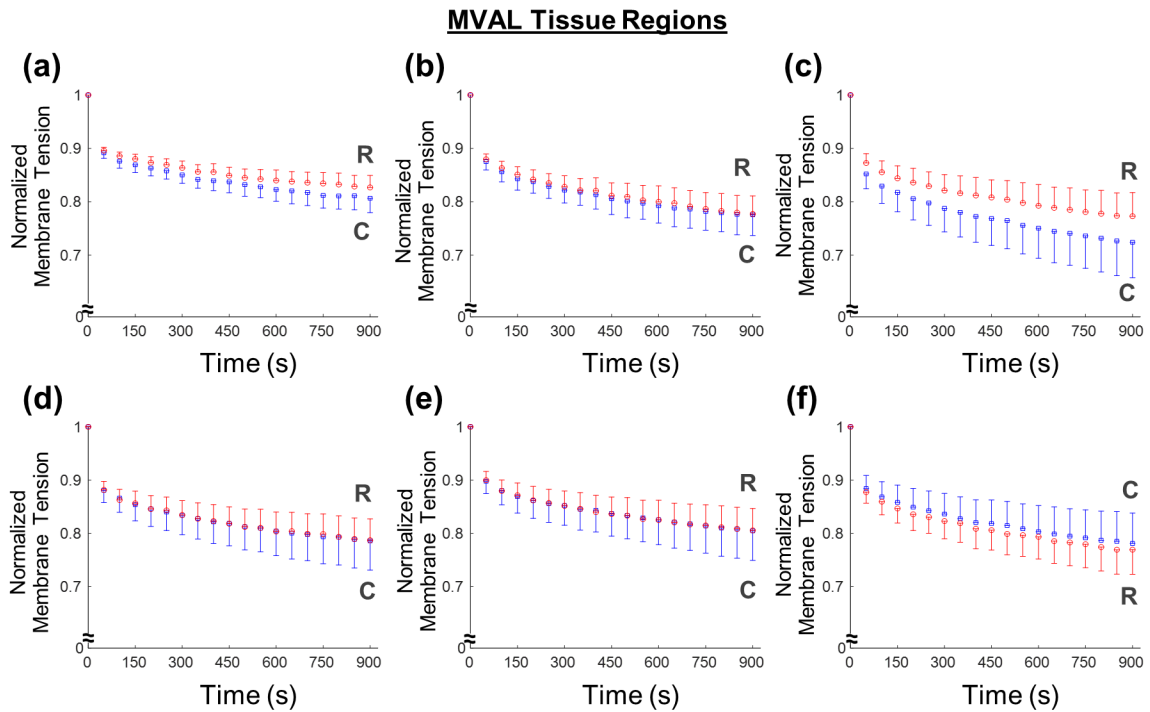 MVAL Tissue Regions
(a)
Normalized
Membrane Tension
1
0.9
0.8
0.7
0
≈
R
C
0 150 300 450 600 750 900
Time (s)
(b)
Normalized
Membrane Tension
1
0.9
0.8
0.7
0
≈
R
C
0 150 300 450 600 750 900
Time (s)
(c)
Normalized
Membrane Tension
1
0.9
0.8
0.7
0
≈
R
C
0 150 300 450 600 750 900
Time (s)
(d)
Normalized
Membrane Tension
1
0.9
0.8
0.7
0
≈
R
C
0 150 300 450 600 750 900
Time (s)
(e)
Normalized
Membrane Tension
1
0.9
0.8
0.7
0
≈
R
C
0 150 300 450 600 750 900
Time (s)
(f)
Normalized
Membrane Tension
1
0.9
0.8
0.7
0
≈
C
R
0 150 300 450 600 750 900
Time (s)